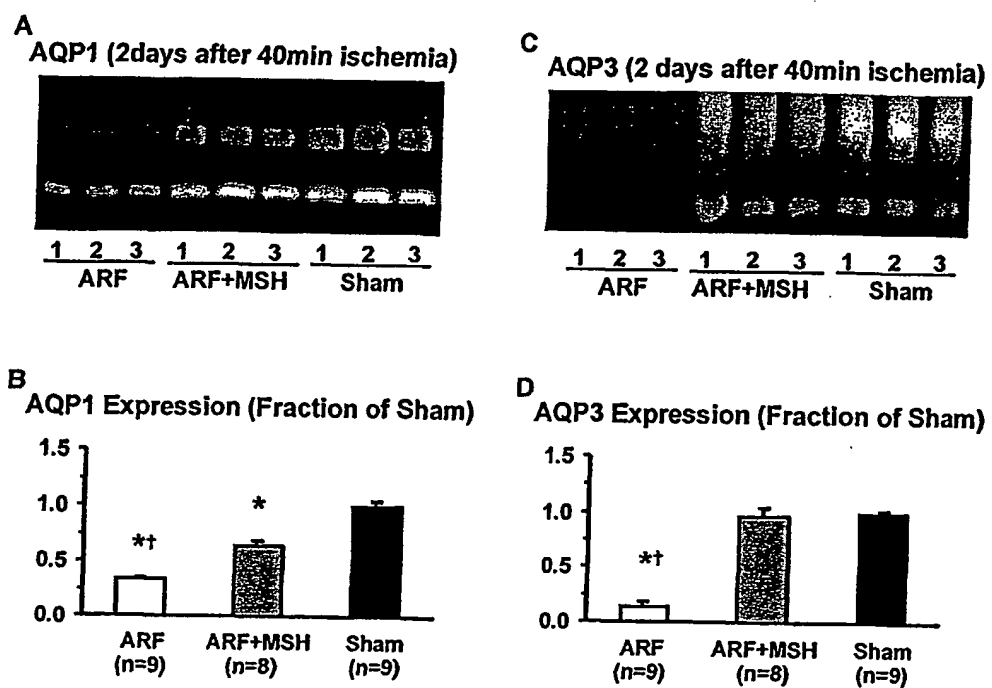 A
AQP1 (2days after 40min ischemia)
1 2 3 1 2 3 1 2 3
ARF ARF+MSH Sham
B
AQP1 Expression (Fraction of Sham)
1.5
1.0
0.5
0.0
*†
*
ARF ARF+MSH Sham
(n=9) (n=8) (n=9)
C
AQP3 (2 days after 40min ischemia)
1 2 3 1 2 3 1 2 3
ARF ARF+MSH Sham
D
AQP3 Expression (Fraction of Sham)
1.5
1.0
0.5
0.0
*†
ARF ARF+MSH Sham
(n=9) (n=8) (n=9)